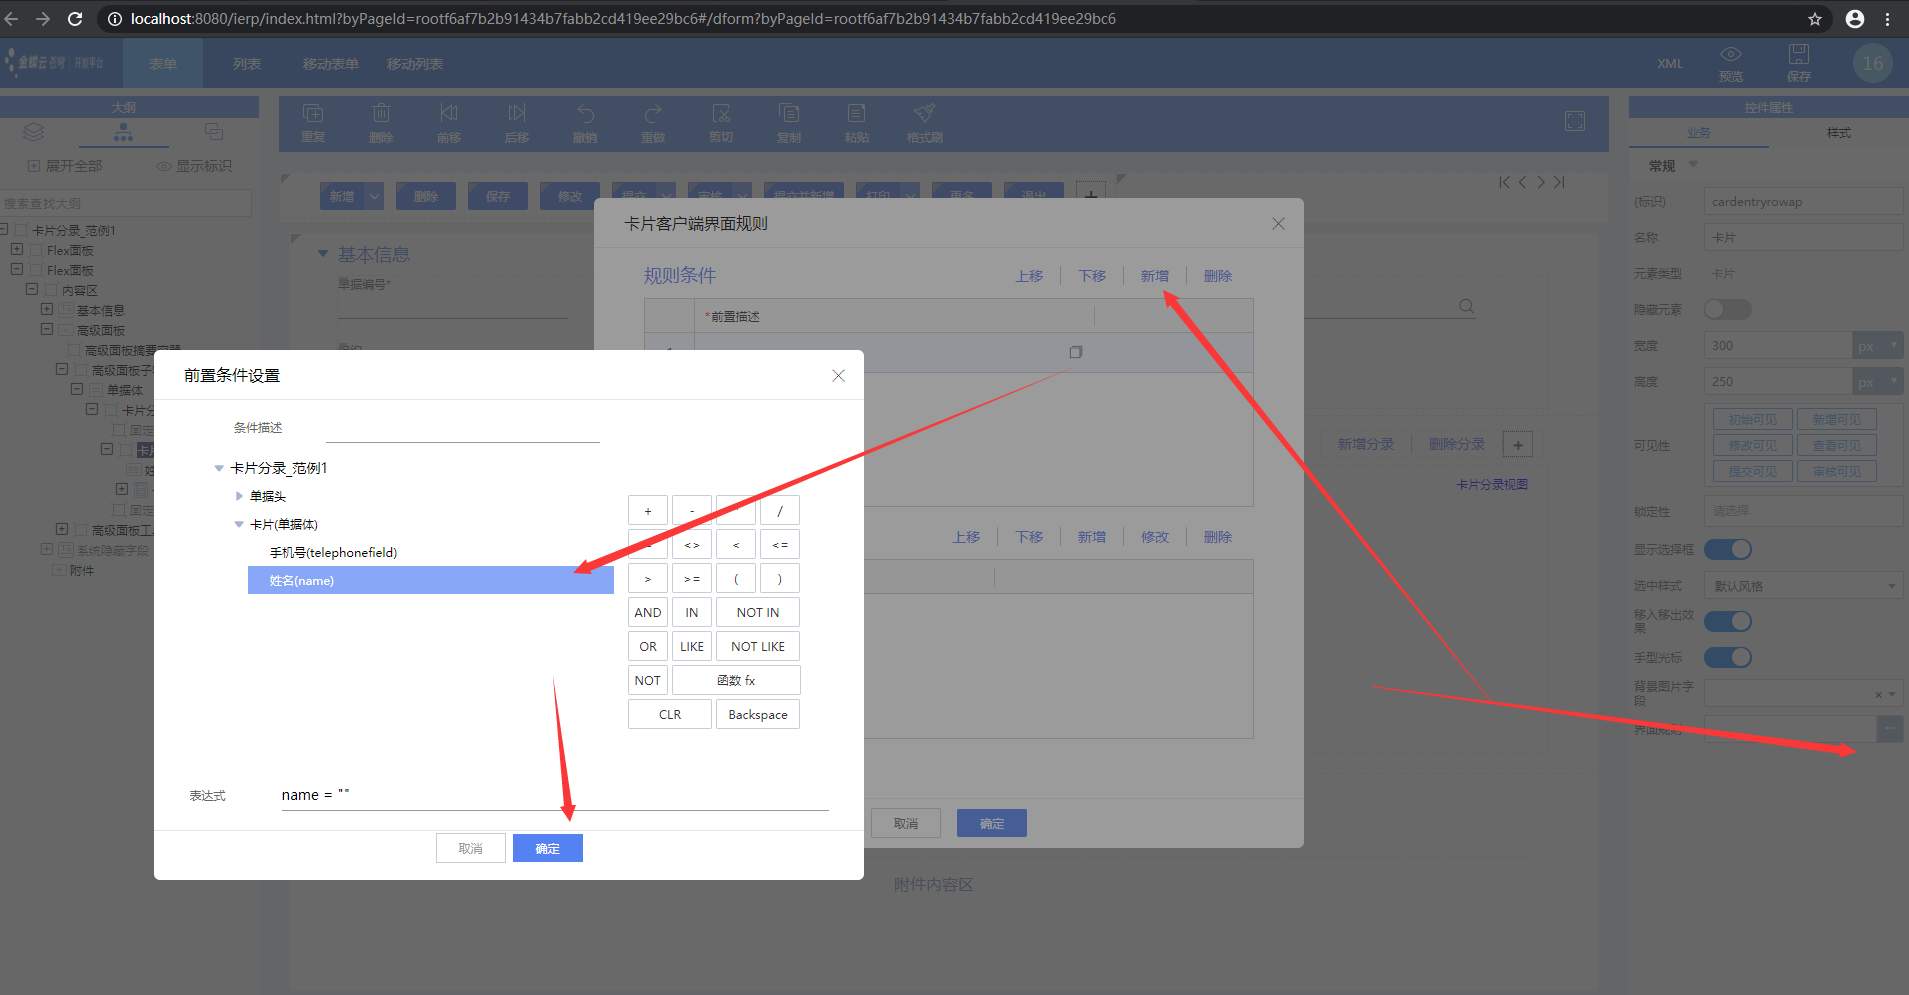 localhost:8080/ierp/index.html?byPageId=rootf6af7b2b91434b7fabb2cd419ee29bc6#/dform?byPageId=rootf6af7b2b91434b7fabb2cd419ee29bc6
金蝶云 苍穹 | 开发平台
表单 列表 移动表单 移动列表
XML 预览 保存 16
大纲
展开全部 显示标识
搜索查找大纲
卡片分录_范例1
Flex面板
Flex面板
内容区
基本信息
高级面板
高级面板摘要容器
高级面板子
单据体
卡片分
固定
卡片
姓
固定
高级面板工
系统隐藏字段
附件
重复 删除 前移 后移 撤销 重做 剪切 复制 粘贴 格式刷
新增 删除 保存 修改 提交 审核 提交并新增 打印 更多 退出 +
基本信息
单据编号*
新增分录 删除分录 +
卡片分录视图
附件内容区
卡片客户端界面规则
规则条件 上移 下移 新增 删除
*前置描述
上移 下移 新增 修改 删除
取消 确定
前置条件设置
条件描述
卡片分录_范例1
单据头
卡片(单据体)
手机号(telephonefield)
姓名(name)
+ - /
<> < <=
> >= ( )
AND IN NOT IN
OR LIKE NOT LIKE
NOT 函数 fx
CLR Backspace
表达式 name = ""
取消 确定
控件属性
业务 样式
常规
(标识) cardentryrowap
名称 卡片
元素类型 卡片
隐藏元素
宽度 300 px
高度 250 px
可见性
初始可见 新增可见
修改可见 查看可见
提交可见 审核可见
锁定性 请选择
显示选择框
选中样式 默认风格
移入移出效
果
手型光标
背景图片字
段
界面规则